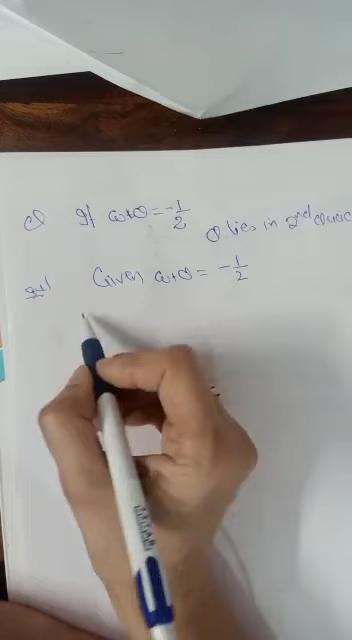 Q If cotθ = -1/2 θ lies in 2nd Quad
Sol Given cotθ = -1/2